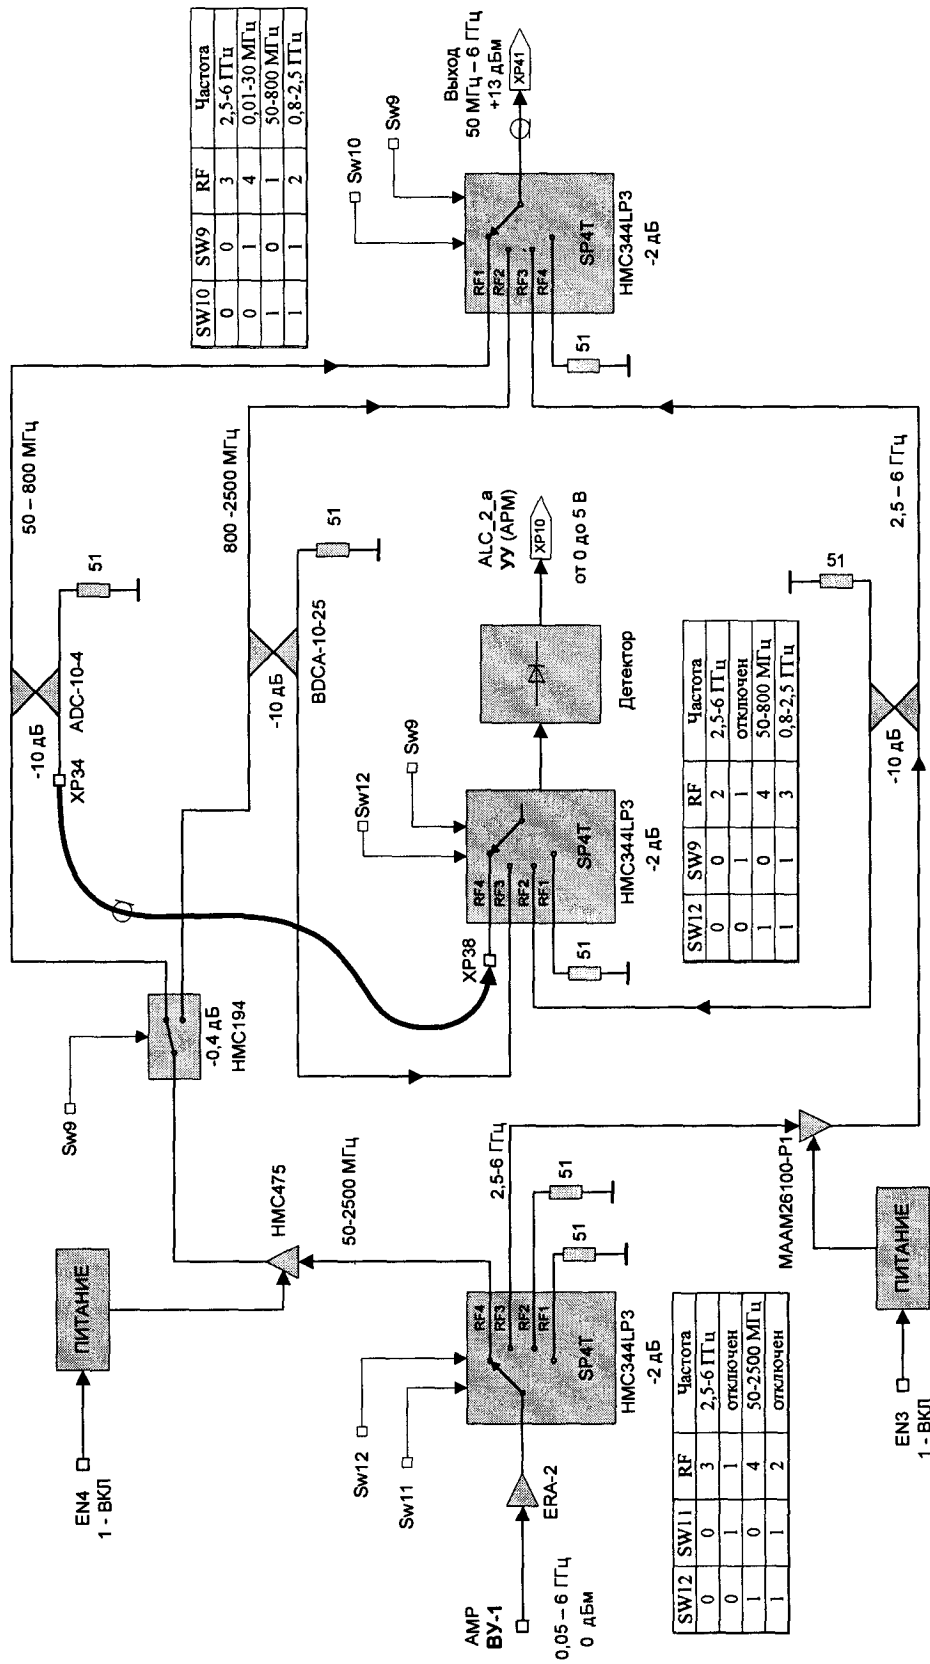 SW10 SW9 RF Частота
0 0 3 2,5-6 ГГц
0 1 4 0,01-30 МГц
1 0 1 50-800 МГц
1 1 2 0,8-2,5 ГГц
Выход
50 МГц – 6 ГГц
+13 дБм
XP41
Sw10
Sw9
RF1
RF2
RF3
RF4
SP4T
HMC344LP3
-2 дБ
51
50 – 800 МГц
800 -2500 МГц
2,5 – 6 ГГц
-10 дБ
ADC-10-4
XP34
51
-10 дБ
BDCA-10-25
51
ALC_2_a
УУ (АРМ)
XP10
от 0 до 5 В
Детектор
Sw12
Sw9
XP38
RF4
RF3
RF2
RF1
SP4T
HMC344LP3
-2 дБ
51
SW12 SW9 RF Частота
0 0 2 2,5-6 ГГц
0 1 1 отключен
1 0 4 50-800 МГц
1 1 3 0,8-2,5 ГГц
51
-10 дБ
Sw9
-0,4 дБ
HMC194
EN4
1 - ВКЛ
ПИТАНИЕ
HMC475
50-2500 МГц
2,5-6 ГГц
Sw12
Sw11
RF4
RF3
RF2
RF1
SP4T
HMC344LP3
-2 дБ
51
51
AMP
ВУ-1
0,05 – 6 ГГц
0 дБм
ERA-2
SW12 SW11 RF Частота
0 0 3 2,5-6 ГГц
0 1 1 отключен
1 0 4 50-2500 МГц
1 1 2 отключен
MAAM26100-P1
ПИТАНИЕ
EN3
1 - ВКЛ